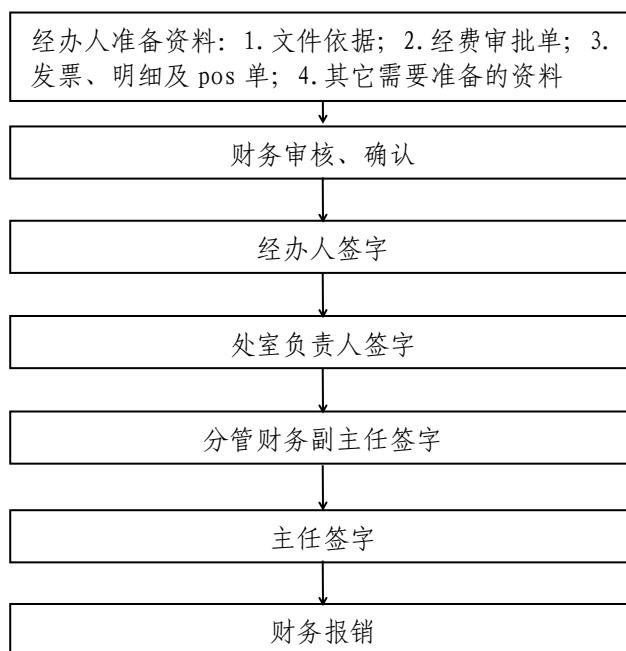 经办人准备资料：1.文件依据；2.经费审批单；3.
发票、明细及 pos 单；4.其它需要准备的资料
财务审核、确认
经办人签字
处室负责人签字
分管财务副主任签字
主任签字
财务报销